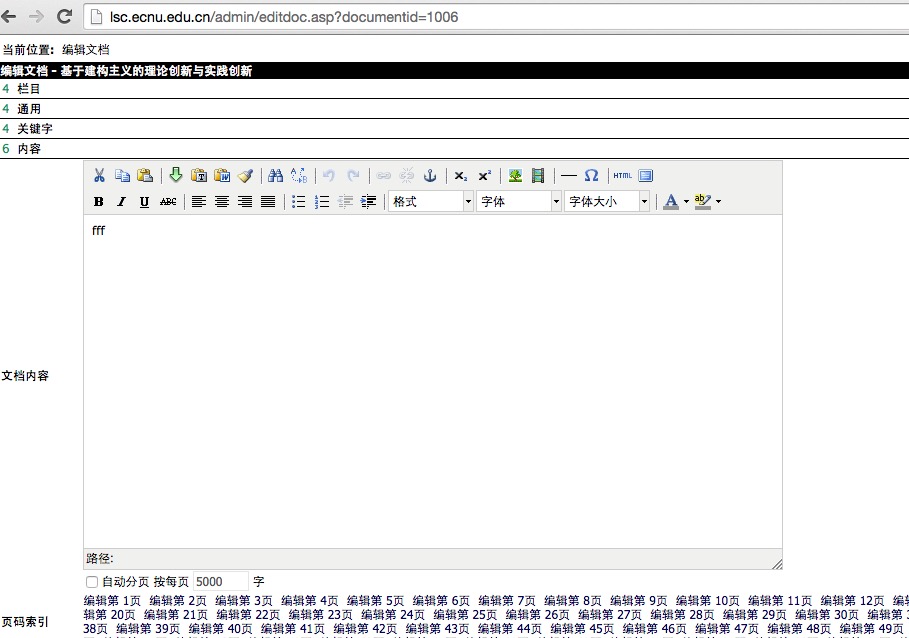 lsc.ecnu.edu.cn/admin/editdoc.asp?documentid=1006
当前位置: 编辑文档
编辑文档 - 基于建构主义的理论创新与实践创新
4 栏目
4 通用
4 关键字
6 内容
HTML
B I U ABC 格式 字体 字体大小 A ab
fff
文档内容
路径:
自动分页 按每页 5000 字
编辑第 1页 编辑第 2页 编辑第 3页 编辑第 4页 编辑第 5页 编辑第 6页 编辑第 7页 编辑第 8页 编辑第 9页 编辑第 10页 编辑第 11页 编辑第 12页
页码索引
辑第 20页 编辑第 21页 编辑第 22页 编辑第 23页 编辑第 24页 编辑第 25页 编辑第 26页 编辑第 27页 编辑第 28页 编辑第 29页 编辑第 30页 编辑第
38页 编辑第 39页 编辑第 40页 编辑第 41页 编辑第 42页 编辑第 43页 编辑第 44页 编辑第 45页 编辑第 46页 编辑第 47页 编辑第 48页 编辑第 49页